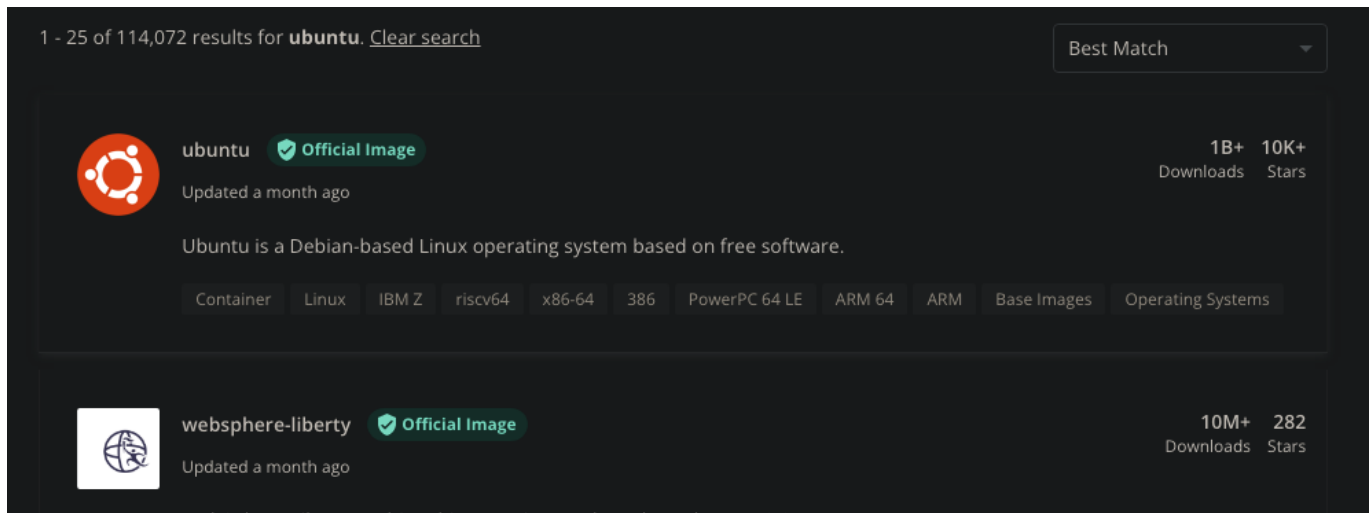 1 - 25 of 114,072 results for ubuntu. Clear search
Best Match
ubuntu Official Image
1B+ 10K+
Downloads Stars
Updated a month ago
Ubuntu is a Debian-based Linux operating system based on free software.
Container Linux IBM Z riscv64 x86-64 386 PowerPC 64 LE ARM 64 ARM Base Images Operating Systems
websphere-liberty Official Image
10M+ 282
Downloads Stars
Updated a month ago